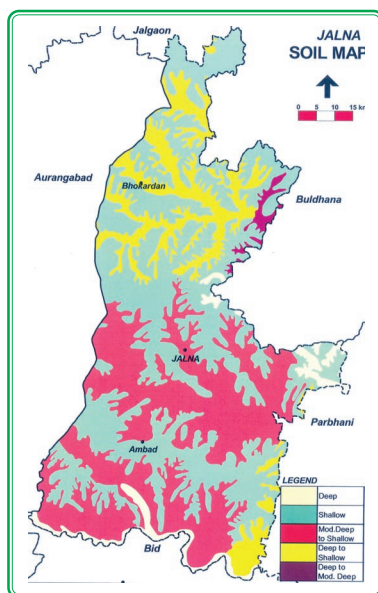 Jalgaon
JALNA
SOIL MAP
0 5 10 15 km
Aurangabad
Bhokardan
Buldhana
JALNA
Parbhani
Ambad
Bid
LEGEND
Deep
Shallow
Mod.Deep
to Shallow
Deep to
Shallow
Deep to
Mod. Deep